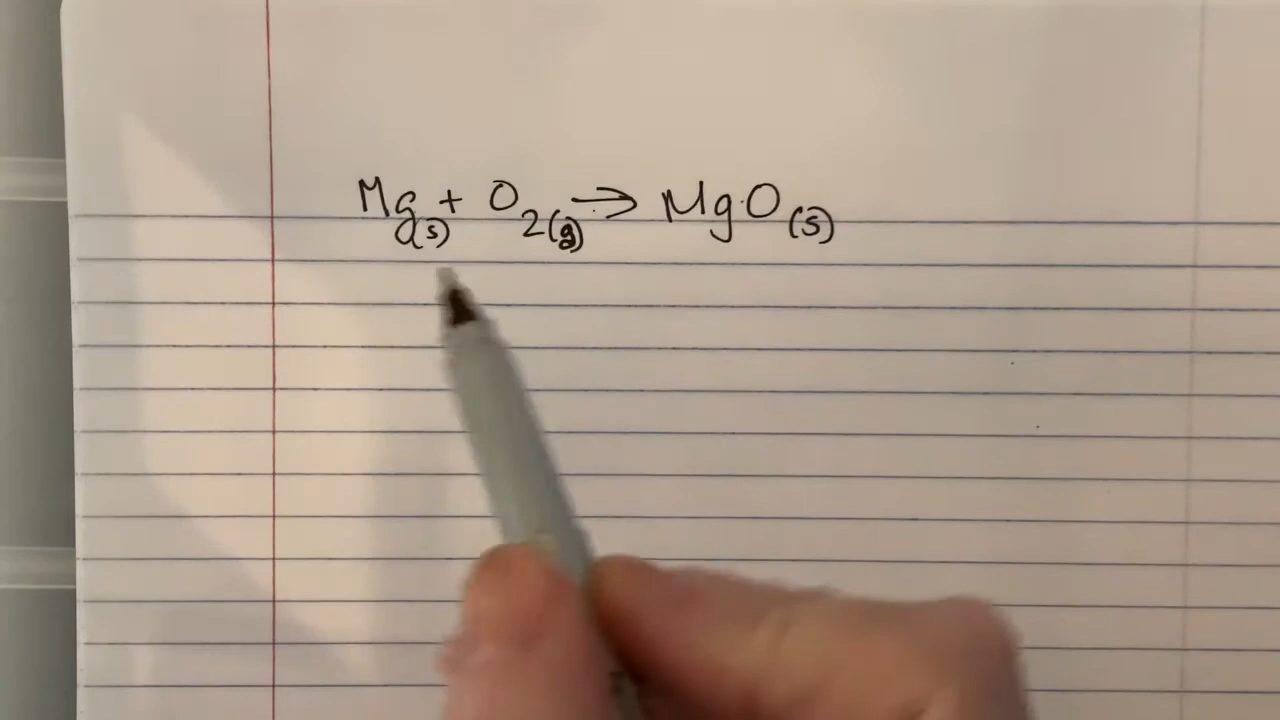 Mg(s) + O2(g) → MgO(s)